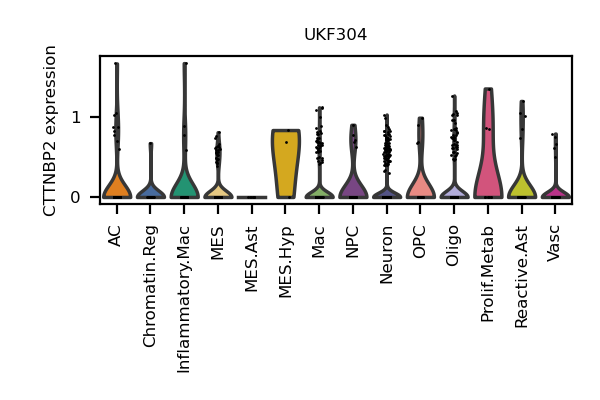 UKF304
CTTNBP2 expression
1
0
AC
Chromatin.Reg
Inflammatory.Mac
MES
MES.Ast
MES.Hyp
Mac
NPC
Neuron
OPC
Oligo
Prolif.Metab
Reactive.Ast
Vasc